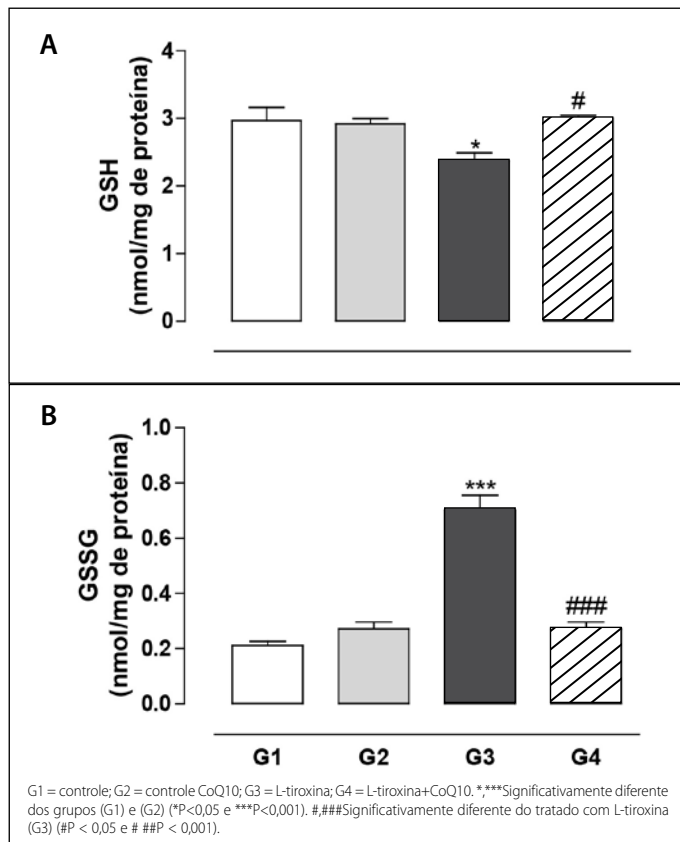 A
GSH
(nmol/mg de proteína)
4
3
2
1
0
*
#
B
GSSG
(nmol/mg de proteína)
1.0
0.8
0.6
0.4
0.2
0.0
***
###
G1 G2 G3 G4
G1 = controle; G2 = controle CoQ10; G3 = L-tiroxina; G4 = L-tiroxina+CoQ10. *,***Significativamente diferente
dos grupos (G1) e (G2) (*P<0,05 e ***P<0,001). #,###Significativamente diferente do tratado com L-tiroxina
(G3) (#P < 0,05 e # ##P < 0,001).